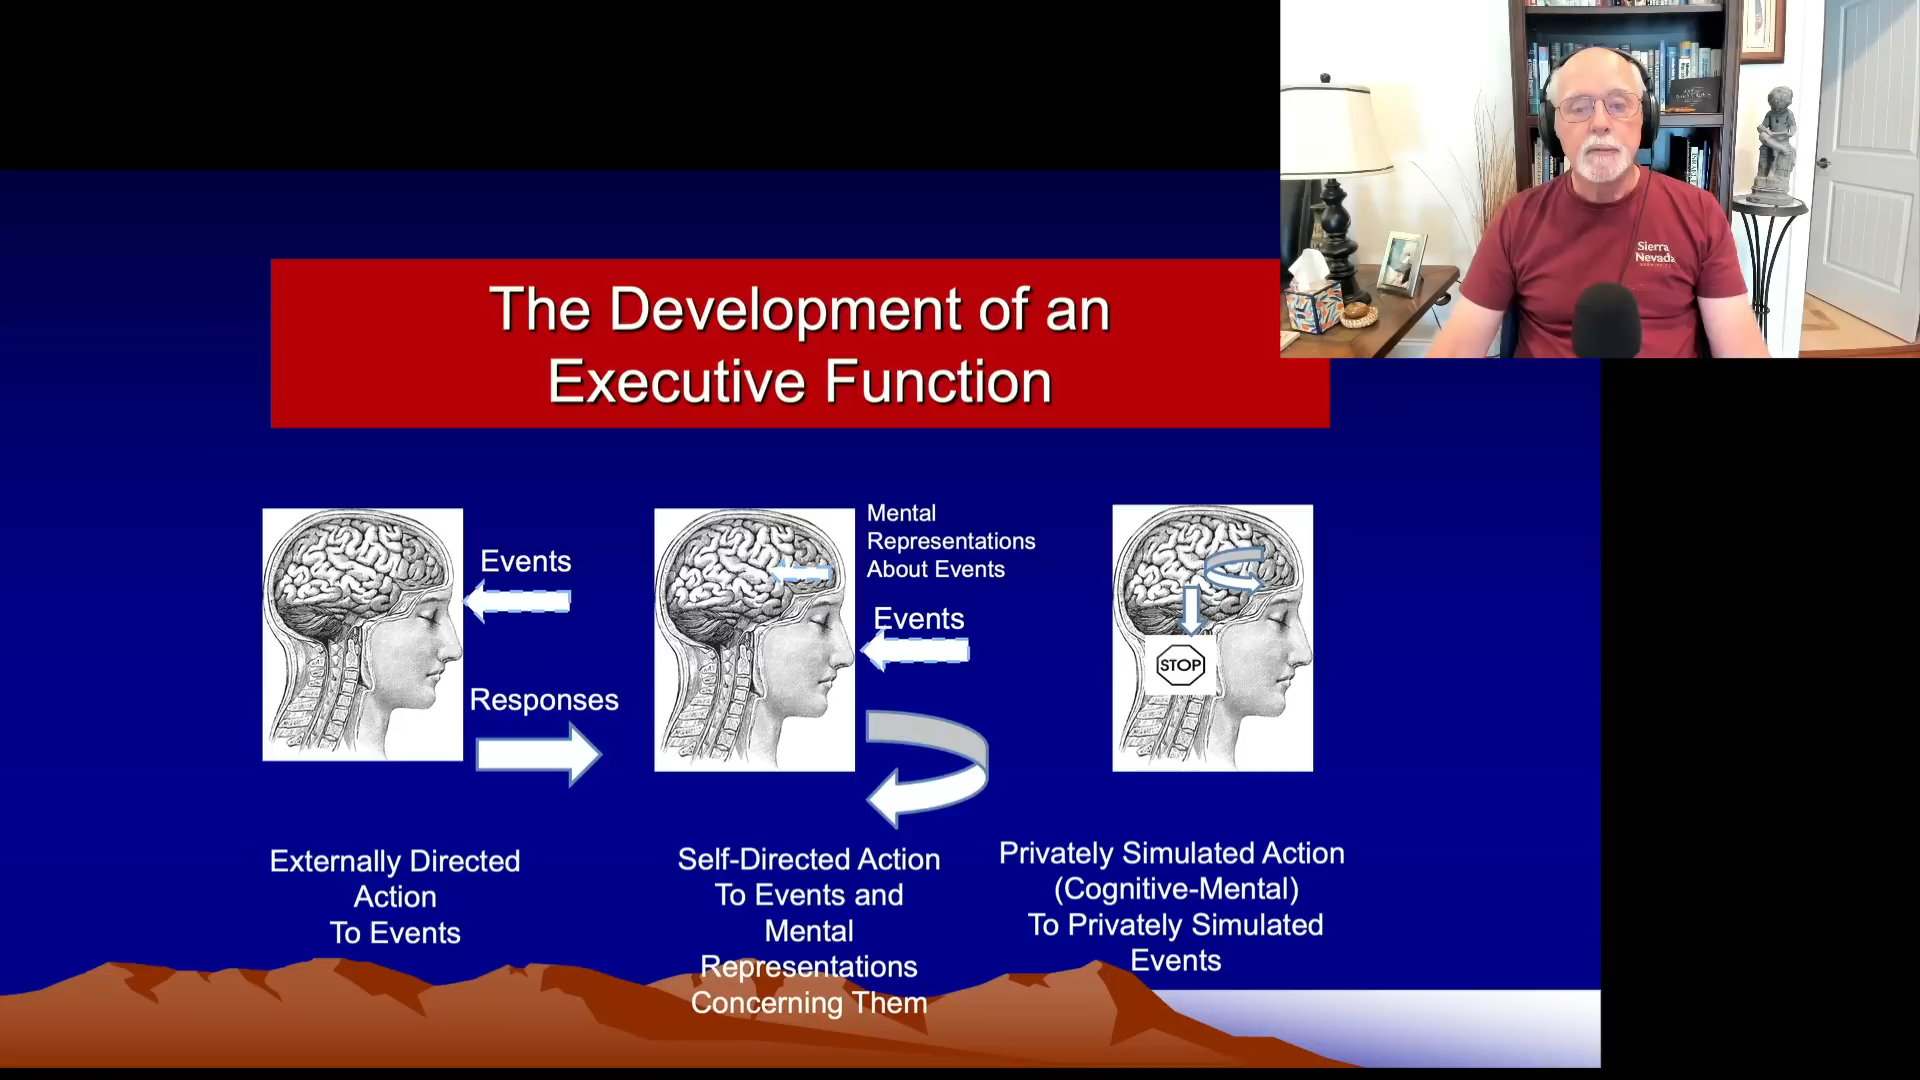 The Development of an
Executive Function
Events
Responses
Mental
Representations
About Events
Events
STOP
Externally Directed
Action
To Events
Self-Directed Action
To Events and
Mental
Representations
Concerning Them
Privately Simulated Action
(Cognitive-Mental)
To Privately Simulated
Events
Sierra
Nevada